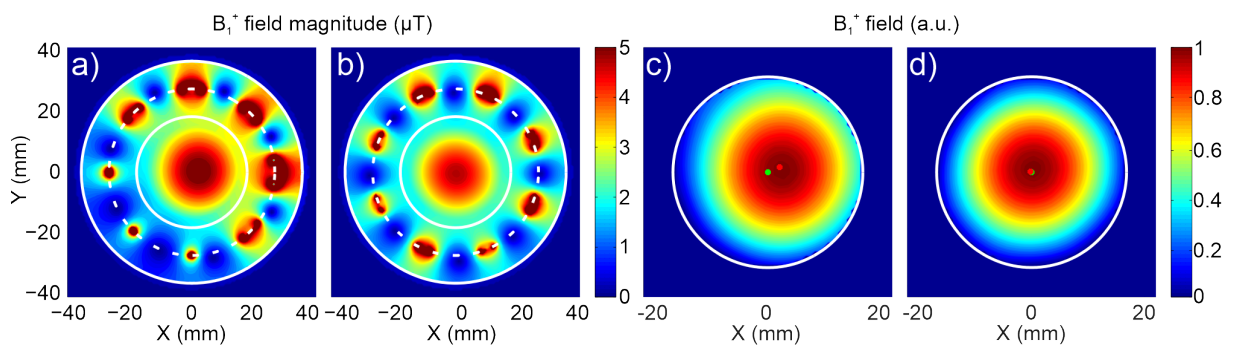 B₁⁺ field magnitude (µT)
B₁⁺ field (a.u.)
a)
b)
c)
d)
Y (mm)
40
20
0
−20
−40
−40 −20 0 20 40
X (mm)
−40 −20 0 20 40
X (mm)
5
4
3
2
1
0
-20 0 20
X (mm)
-20 0 20
X (mm)
1
0.8
0.6
0.4
0.2
0